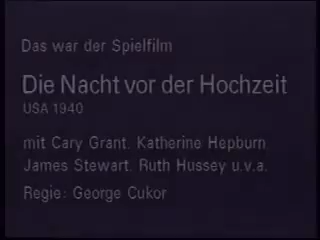 Das war der Spielfilm
Die Nacht vor der Hochzeit
USA 1940
mit Cary Grant. Katherine Hepburn
James Stewart. Ruth Hussey u.v.a.
Regie: George Cukor